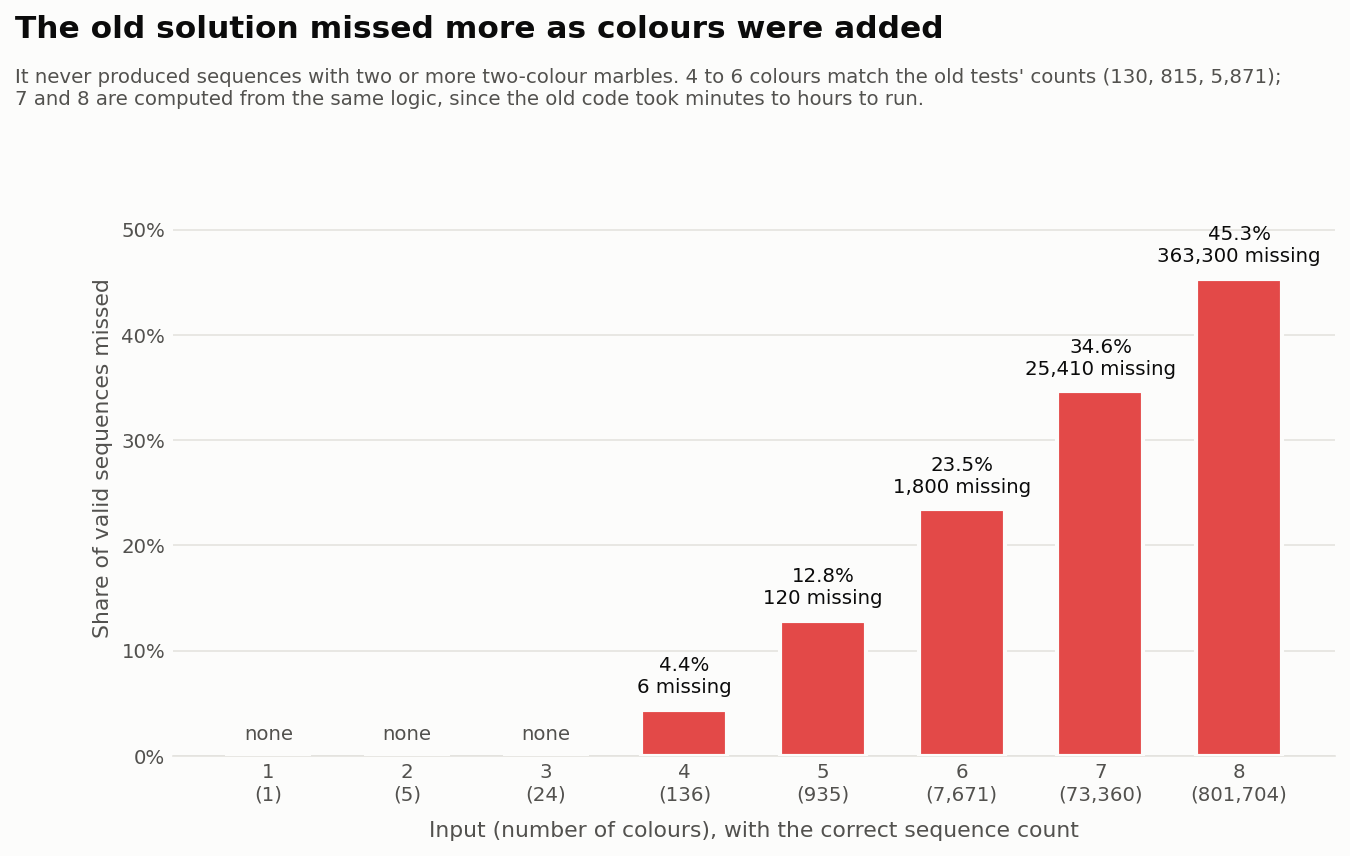 The old solution missed more as colours were added
It never produced sequences with two or more two-colour marbles. 4 to 6 colours match the old tests' counts (130, 815, 5,871);
7 and 8 are computed from the same logic, since the old code took minutes to hours to run.
Share of valid sequences missed
50%
40%
30%
20%
10%
0%
none
none
none
4.4%
6 missing
12.8%
120 missing
23.5%
1,800 missing
34.6%
25,410 missing
45.3%
363,300 missing
1 2 3 4 5 6 7 8
(1) (5) (24) (136) (935) (7,671) (73,360) (801,704)
Input (number of colours), with the correct sequence count